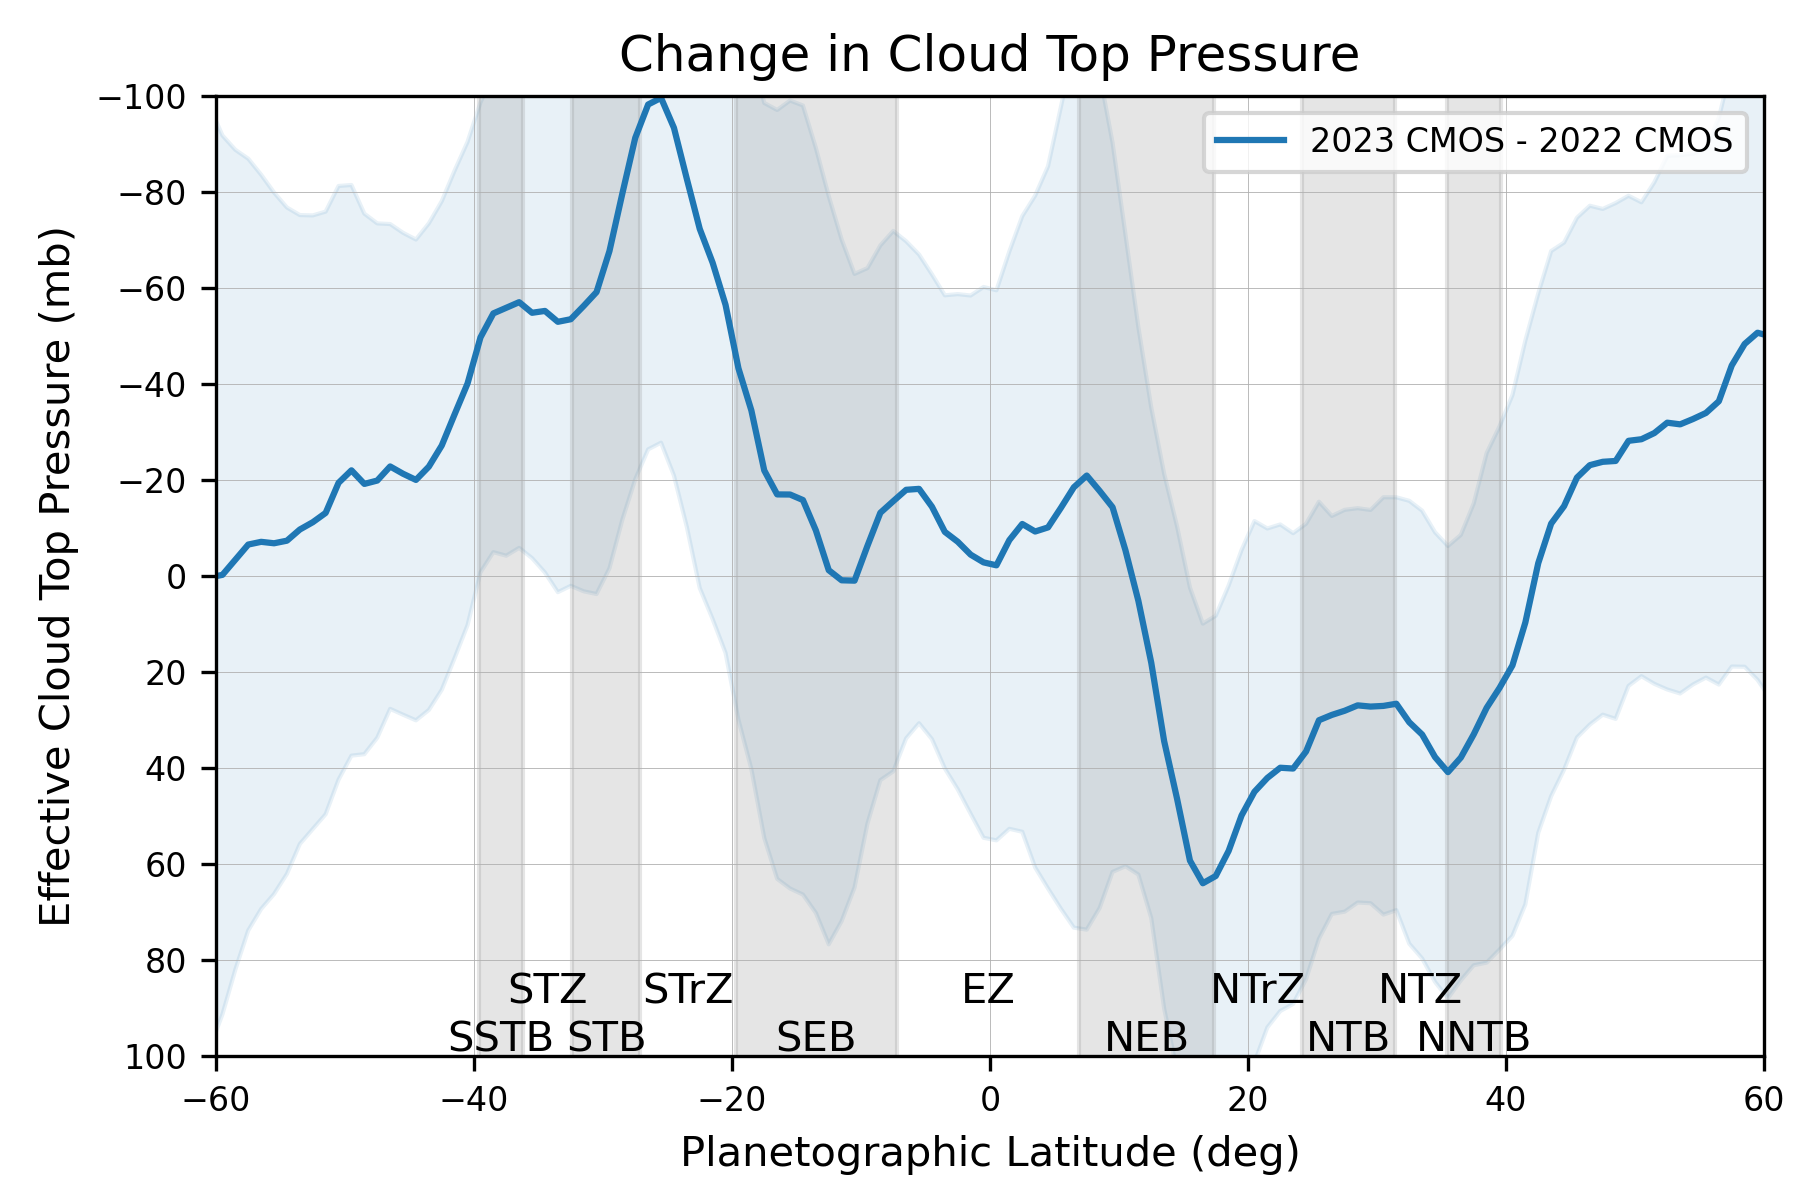 Change in Cloud Top Pressure
2023 CMOS - 2022 CMOS
Effective Cloud Top Pressure (mb)
−100
−80
−60
−40
−20
0
20
40
60
80
100
STZ STrZ EZ NTrZ NTZ
SSTB STB SEB NEB NTB NNTB
−60 −40 −20 0 20 40 60
Planetographic Latitude (deg)